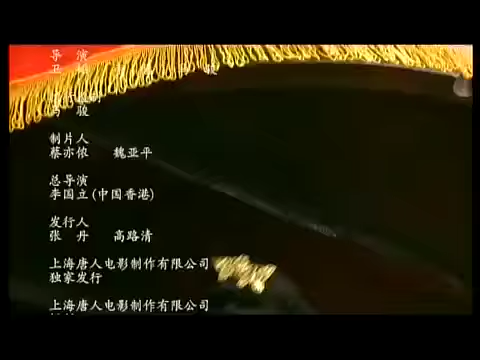 导 演
制片人
蔡亦侬 魏亚平
总导演
李国立(中国香港)
发行人
张 丹 高路清
上海唐人电影制作有限公司
独家发行
上海唐人电影制作有限公司